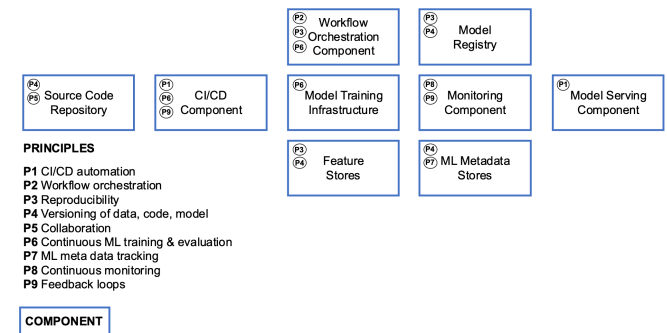 P2
Workflow
P3
Orchestration
P6
Component
P3
Model
P4
Registry
P4
P5
Source Code
Repository
P1
P6
P9
CI/CD
Component
P6
Model Training
Infrastructure
P8
Monitoring
P9
Component
P1
Model Serving
Component
P3
P4
Feature
Stores
P4
P7
ML Metadata
Stores
PRINCIPLES
P1 CI/CD automation
P2 Workflow orchestration
P3 Reproducibility
P4 Versioning of data, code, model
P5 Collaboration
P6 Continuous ML training & evaluation
P7 ML meta data tracking
P8 Continuous monitoring
P9 Feedback loops
COMPONENT